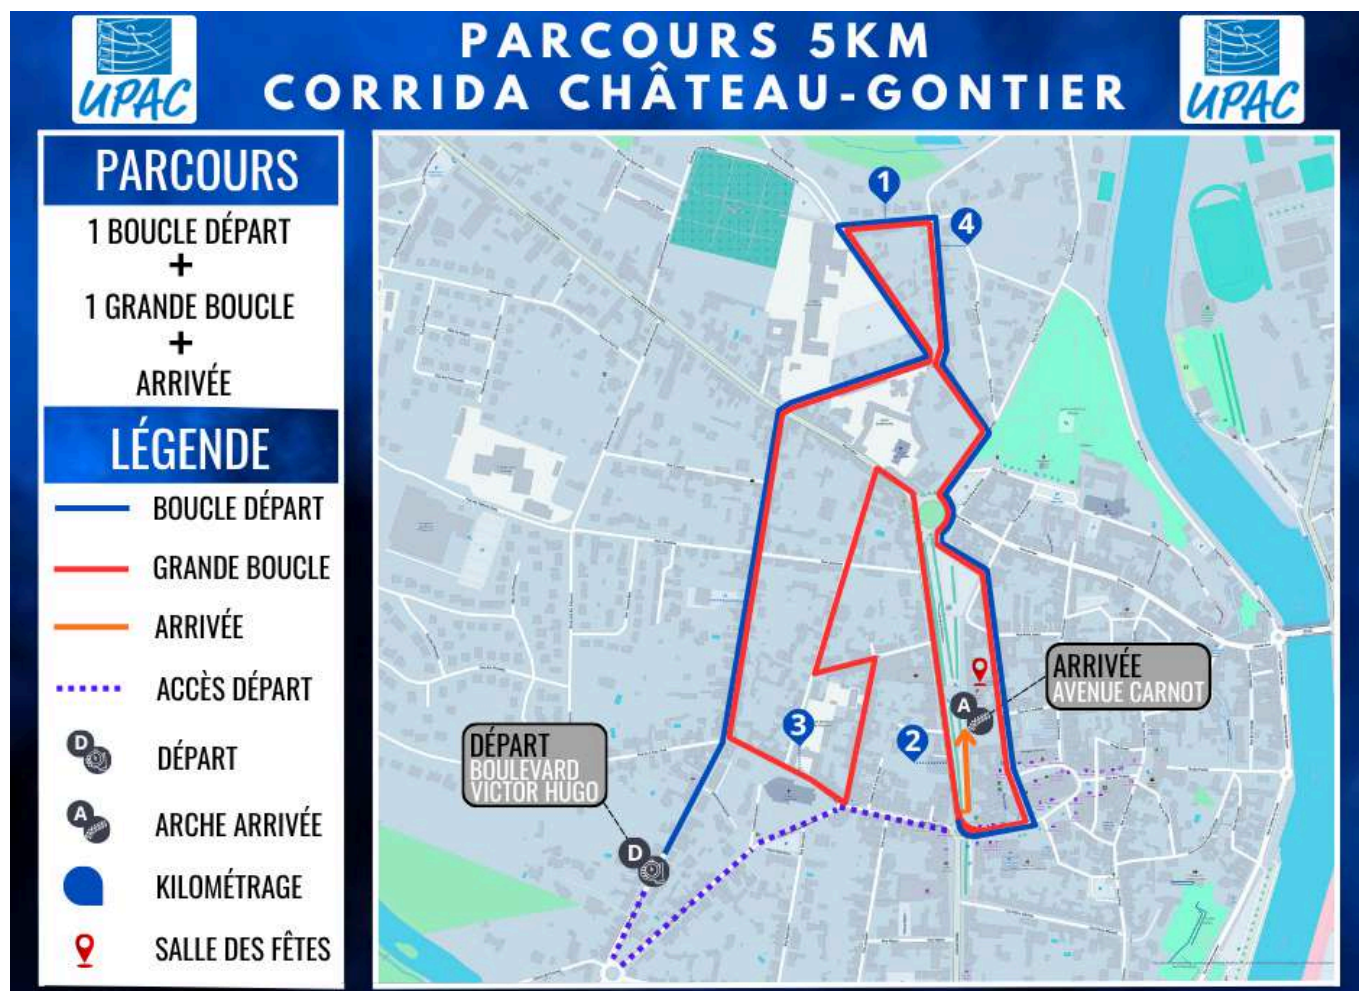 UPAC
PARCOURS 5KM
CORRIDA CHÂTEAU-GONTIER
UPAC
PARCOURS
1 BOUCLE DÉPART
+
1 GRANDE BOUCLE
+
ARRIVÉE
LÉGENDE
BOUCLE DÉPART
GRANDE BOUCLE
ARRIVÉE
ACCÈS DÉPART
D
DÉPART
A
ARCHE ARRIVÉE
KILOMÉTRAGE
SALLE DES FÊTES
1
4
ARRIVÉE
AVENUE CARNOT
A
3
2
DÉPART
BOULEVARD
VICTOR HUGO
D